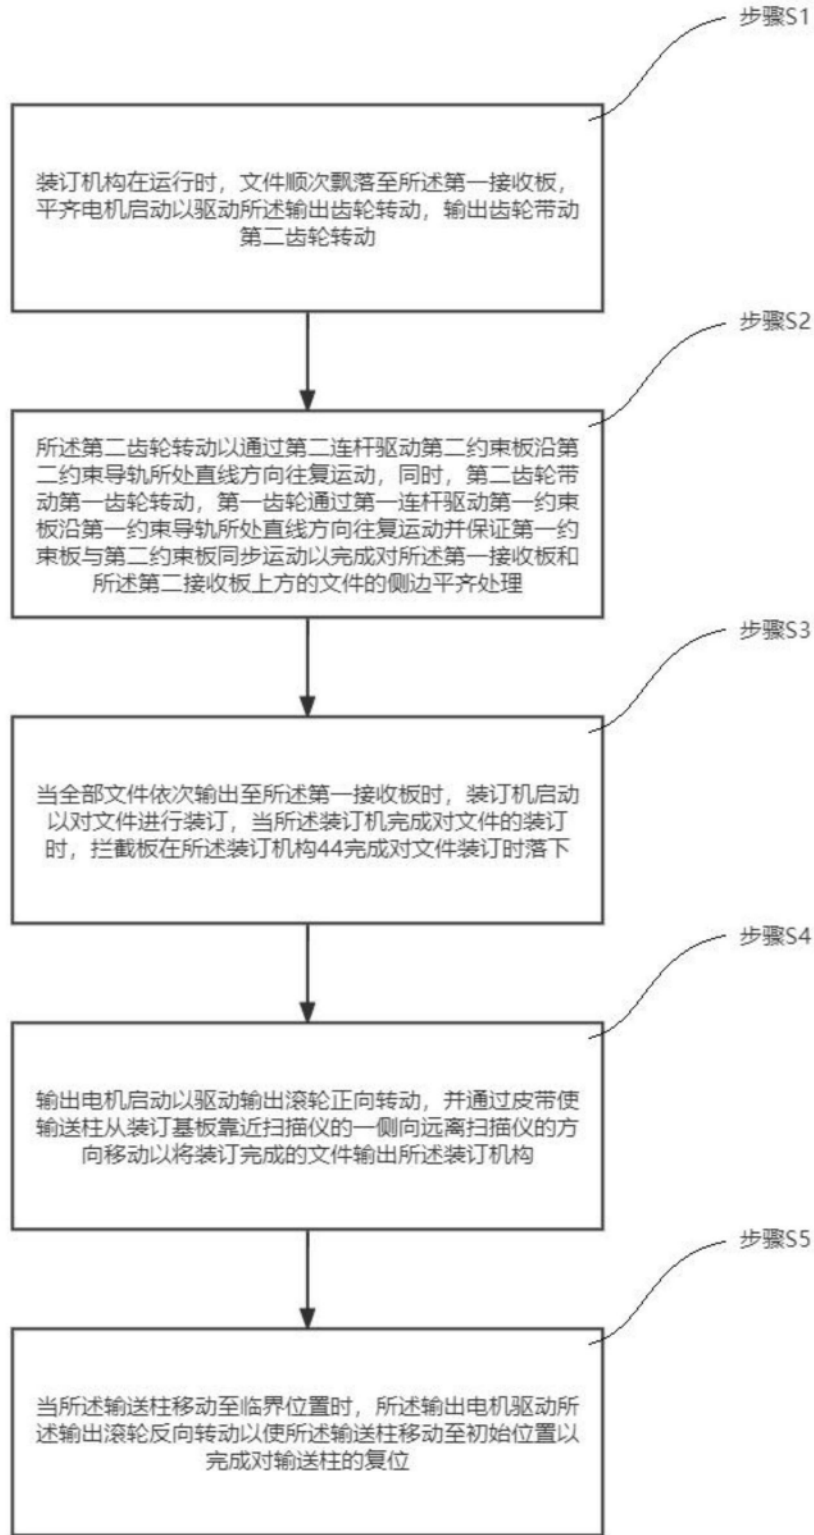 步骤S1
装订机构在运行时，文件顺次飘落至所述第一接收板，
平齐电机启动以驱动所述输出齿轮转动，输出齿轮带动
第二齿轮转动
步骤S2
所述第二齿轮转动以通过第二连杆驱动第二约束板沿第
二约束导轨所处直线方向往复运动，同时，第二齿轮带
动第一齿轮转动，第一齿轮通过第一连杆驱动第一约束
板沿第一约束导轨所处直线方向往复运动并保证第一约
束板与第二约束板同步运动以完成对所述第一接收板和
所述第二接收板上方的文件的侧边平齐处理
步骤S3
当全部文件依次输出至所述第一接收板时，装订机启动
以对文件进行装订，当所述装订机完成对文件的装订
时，拦截板在所述装订机构44完成对文件装订时落下
步骤S4
输出电机启动以驱动输出滚轮正向转动，并通过皮带使
输送柱从装订基板靠近扫描仪的一侧向远离扫描仪的方
向移动以将装订完成的文件输出所述装订机构
步骤S5
当所述输送柱移动至临界位置时，所述输出电机驱动所
述输出滚轮反向转动以使所述输送柱移动至初始位置以
完成对输送柱的复位